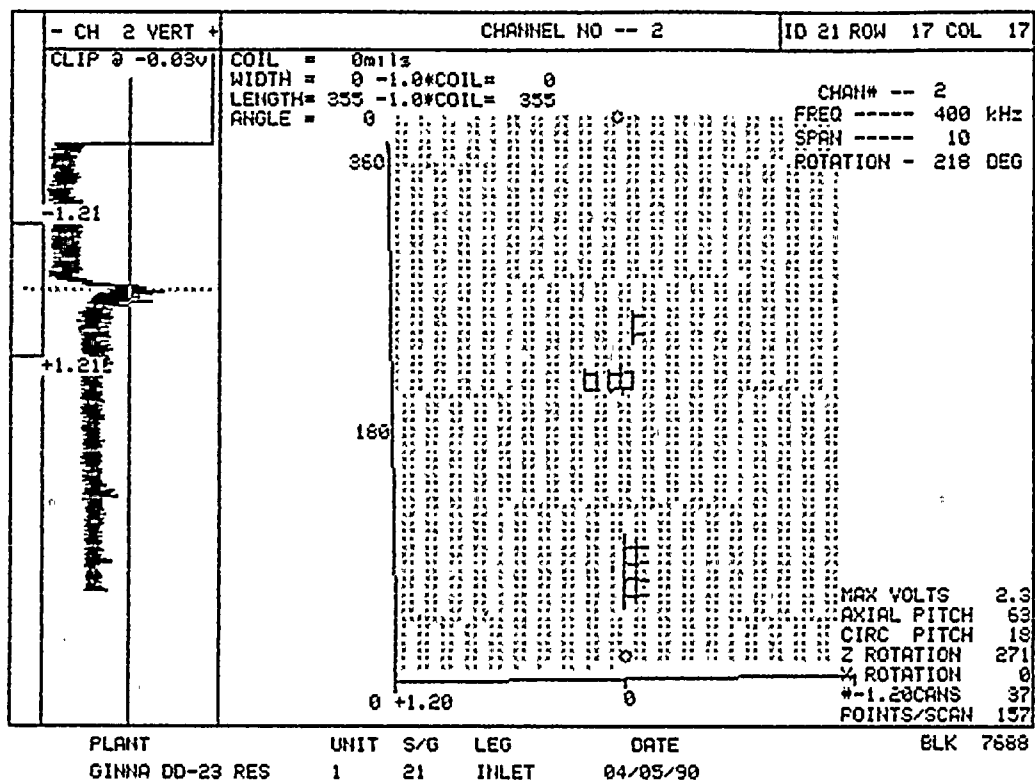 - CH 2 VERT +
CHANNEL NO -- 2
ID 21 ROW 17 COL 17
CLIP @ -0.03v
COIL = 0mils
WIDTH = 0 -1.0*COIL= 0
LENGTH= 355 -1.0*COIL= 355
ANGLE = 0
CHAN# -- 2
FREQ ----- 400 kHz
SPAN ----- 10
ROTATION - 218 DEG
360
-1.21
+1.21
180
MAX VOLTS 2.3
AXIAL PITCH 63
CIRC PITCH 18
Z ROTATION 271
X ROTATION 0
#-1.20CANS 37
POINTS/SCAN 157
0 +1.20 0
PLANT UNIT S/G LEG DATE BLK 7688
GINNA DD-23 RES 1 21 INLET 04/05/90